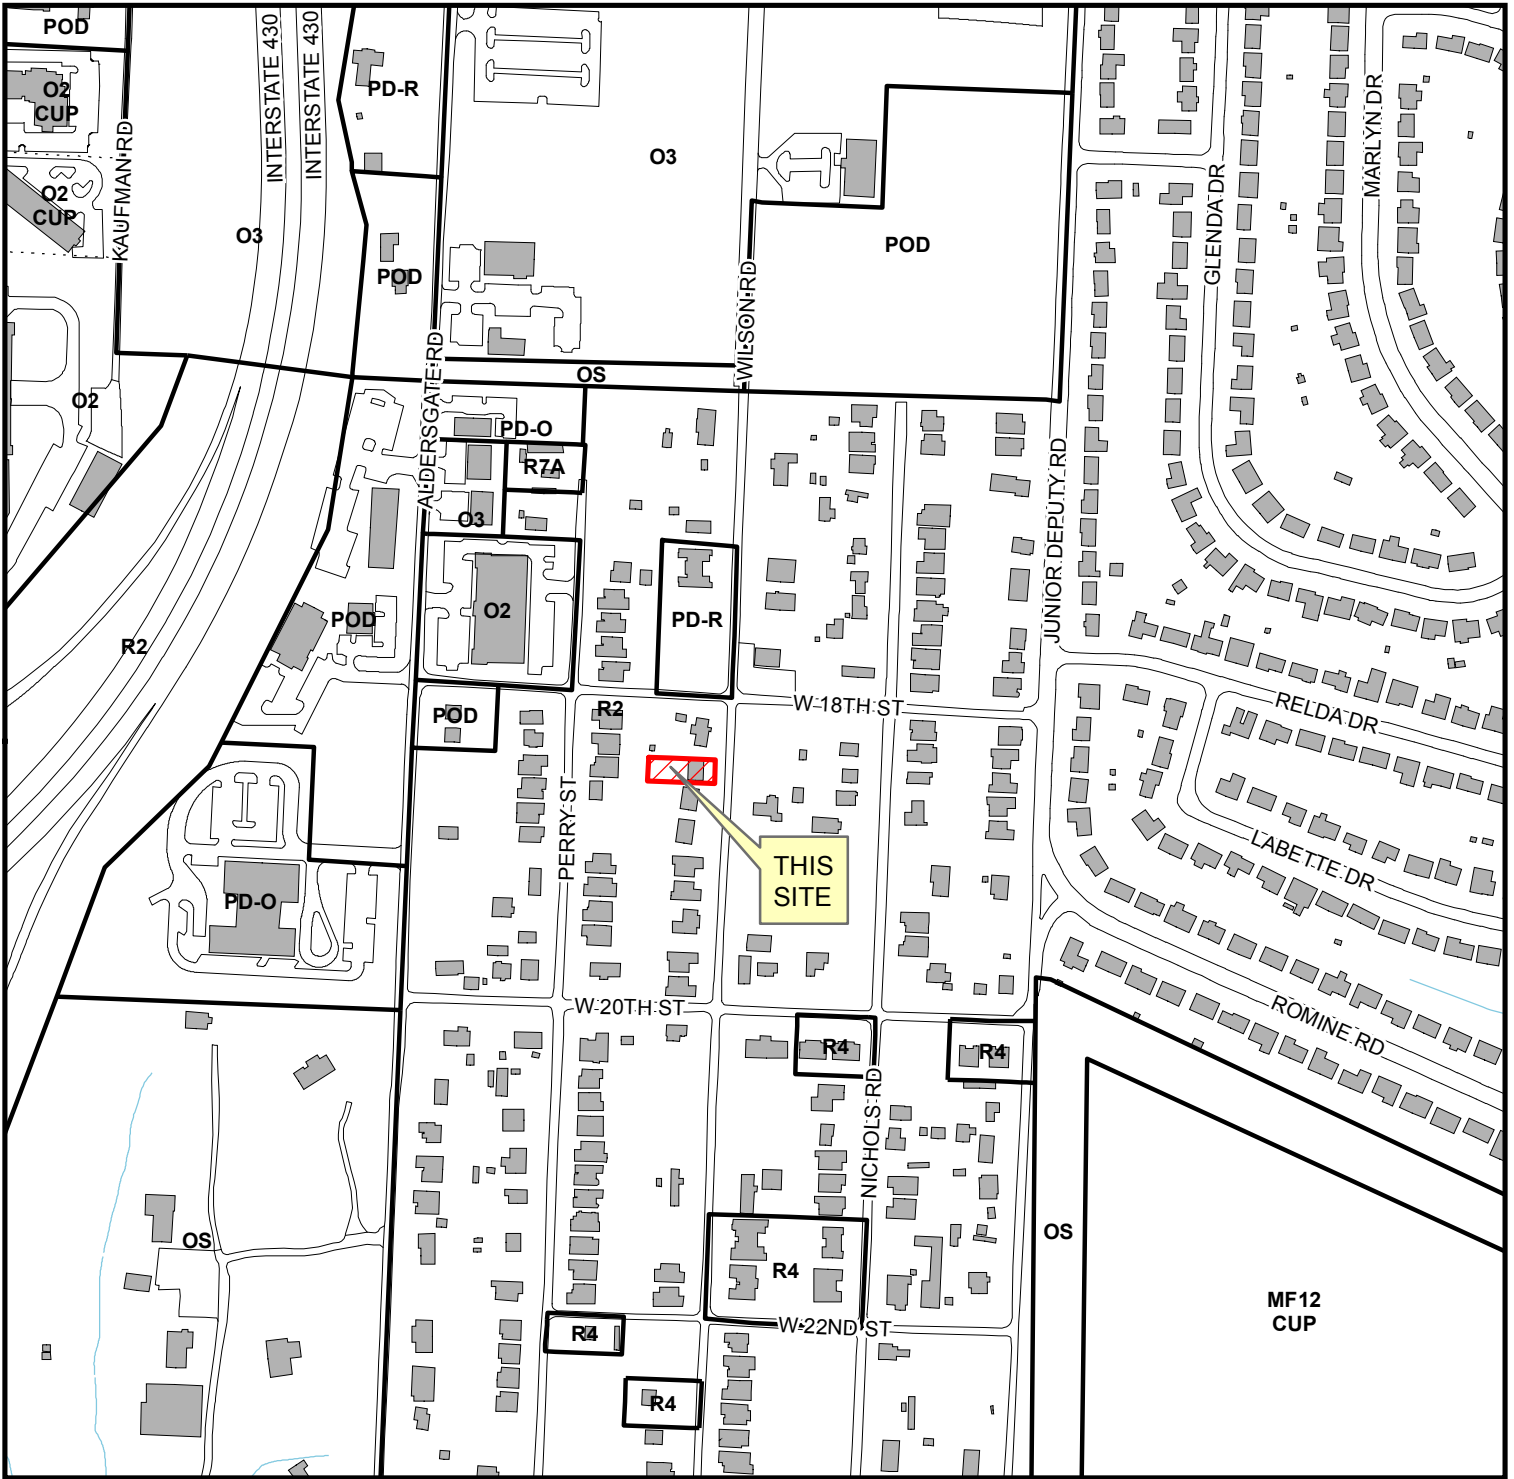 POD
INTERSTATE 430
INTERSTATE 430
PD-R
O2
CUP
KAUFMAN RD
O3
MARLYN DR
GLENDA DR
O2
CUP
O3
POD
POD
WILSON RD
ALDERSGATE RD
OS
O2
PD-O
R7A
JUNIOR DEPUTY RD
O3
O2
POD
PD-R
R2
RELDA DR
W 18TH ST
R2
POD
PERRY ST
THIS
SITE
LABETTE DR
PD-O
W 20TH ST
ROMINE RD
R4
R4
NICHOLS RD
OS
OS
R4
MF12
CUP
W 22ND ST
R4
R4